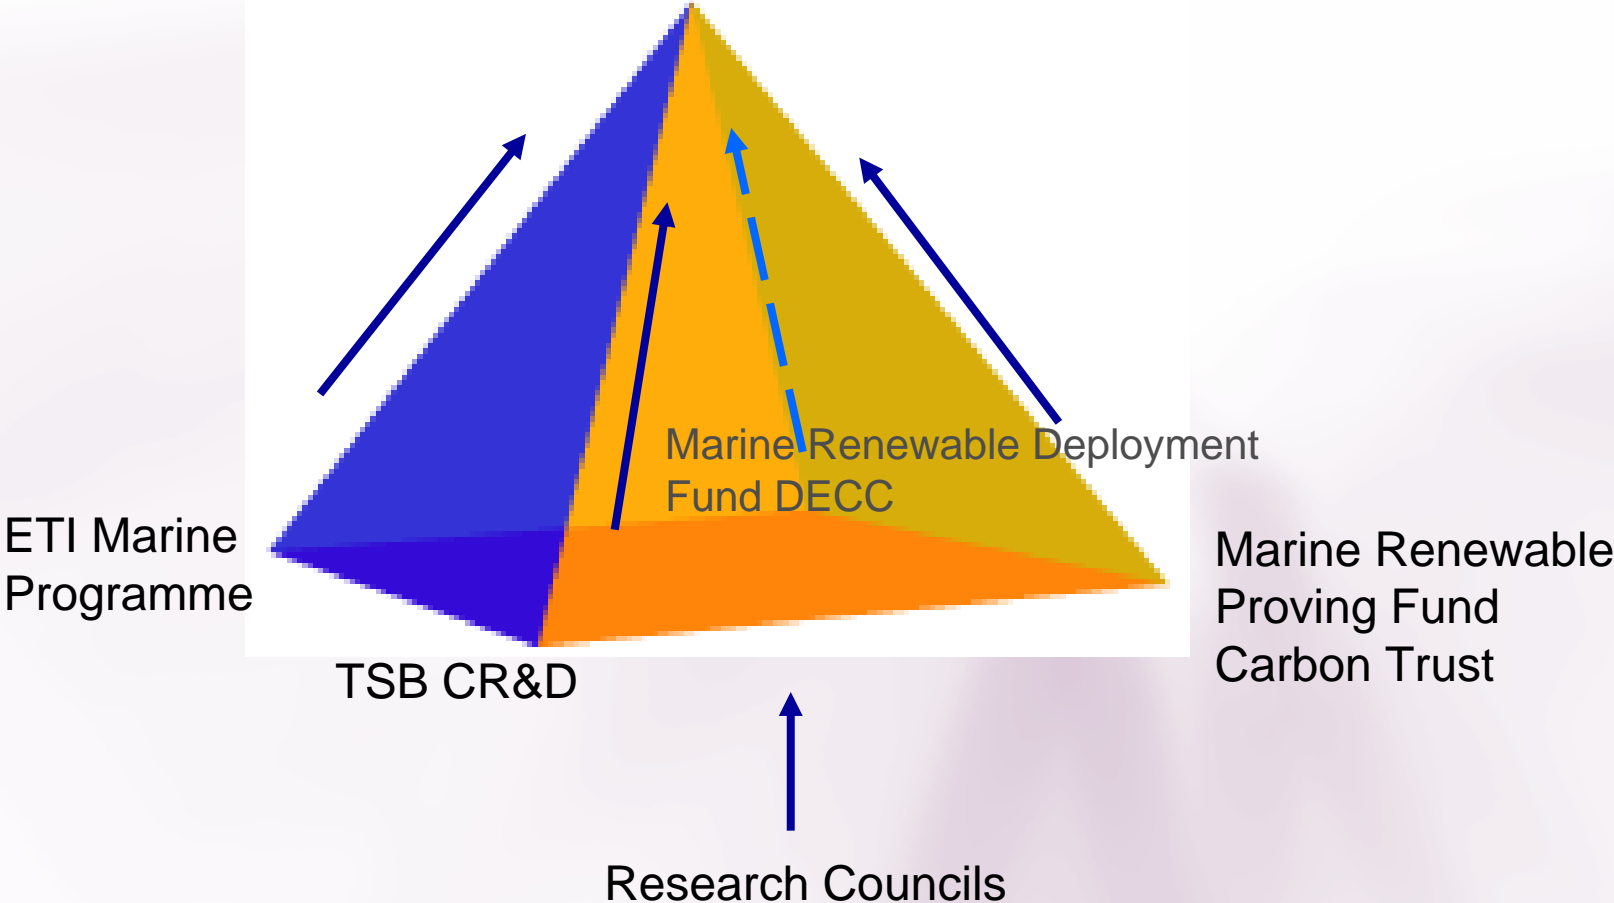 Marine Renewable Deployment
Fund DECC
ETI Marine
Programme
Marine Renewable
Proving Fund
Carbon Trust
TSB CR&D
Research Councils